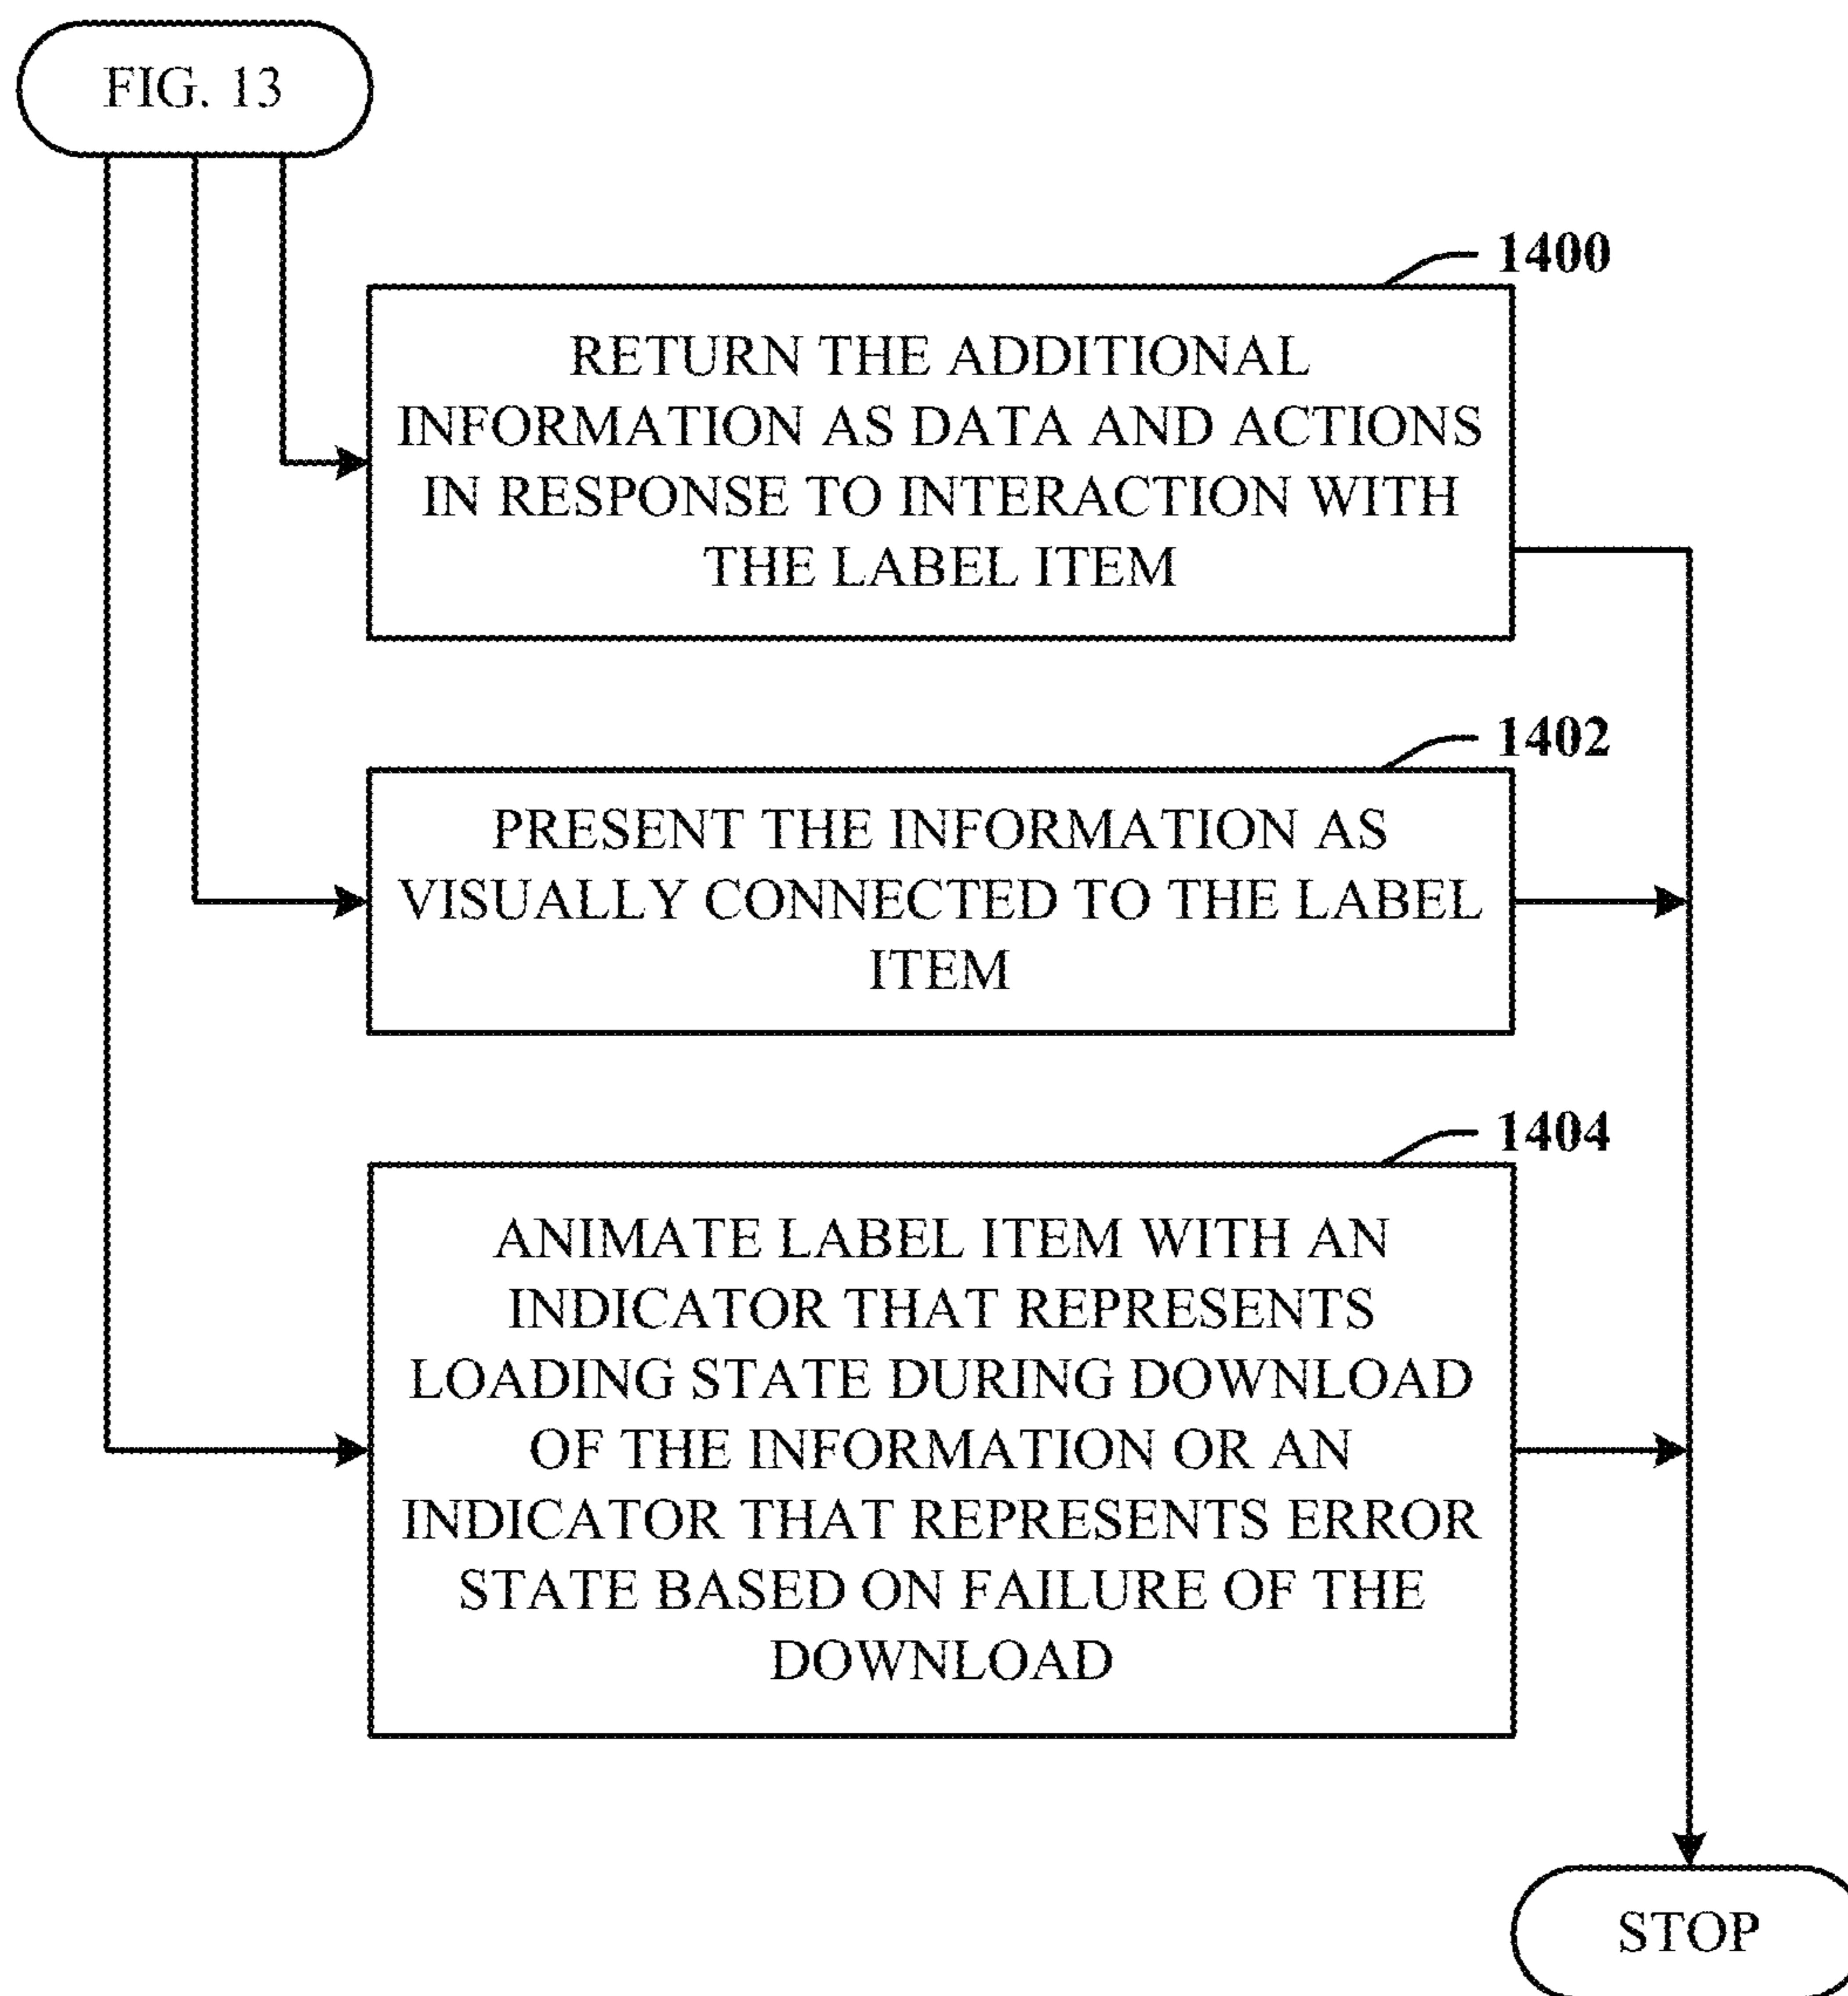 FIG. 13
1400
RETURN THE ADDITIONAL
INFORMATION AS DATA AND ACTIONS
IN RESPONSE TO INTERACTION WITH
THE LABEL ITEM
1402
PRESENT THE INFORMATION AS
VISUALLY CONNECTED TO THE LABEL
ITEM
1404
ANIMATE LABEL ITEM WITH AN
INDICATOR THAT REPRESENTS
LOADING STATE DURING DOWNLOAD
OF THE INFORMATION OR AN
INDICATOR THAT REPRESENTS ERROR
STATE BASED ON FAILURE OF THE
DOWNLOAD
STOP